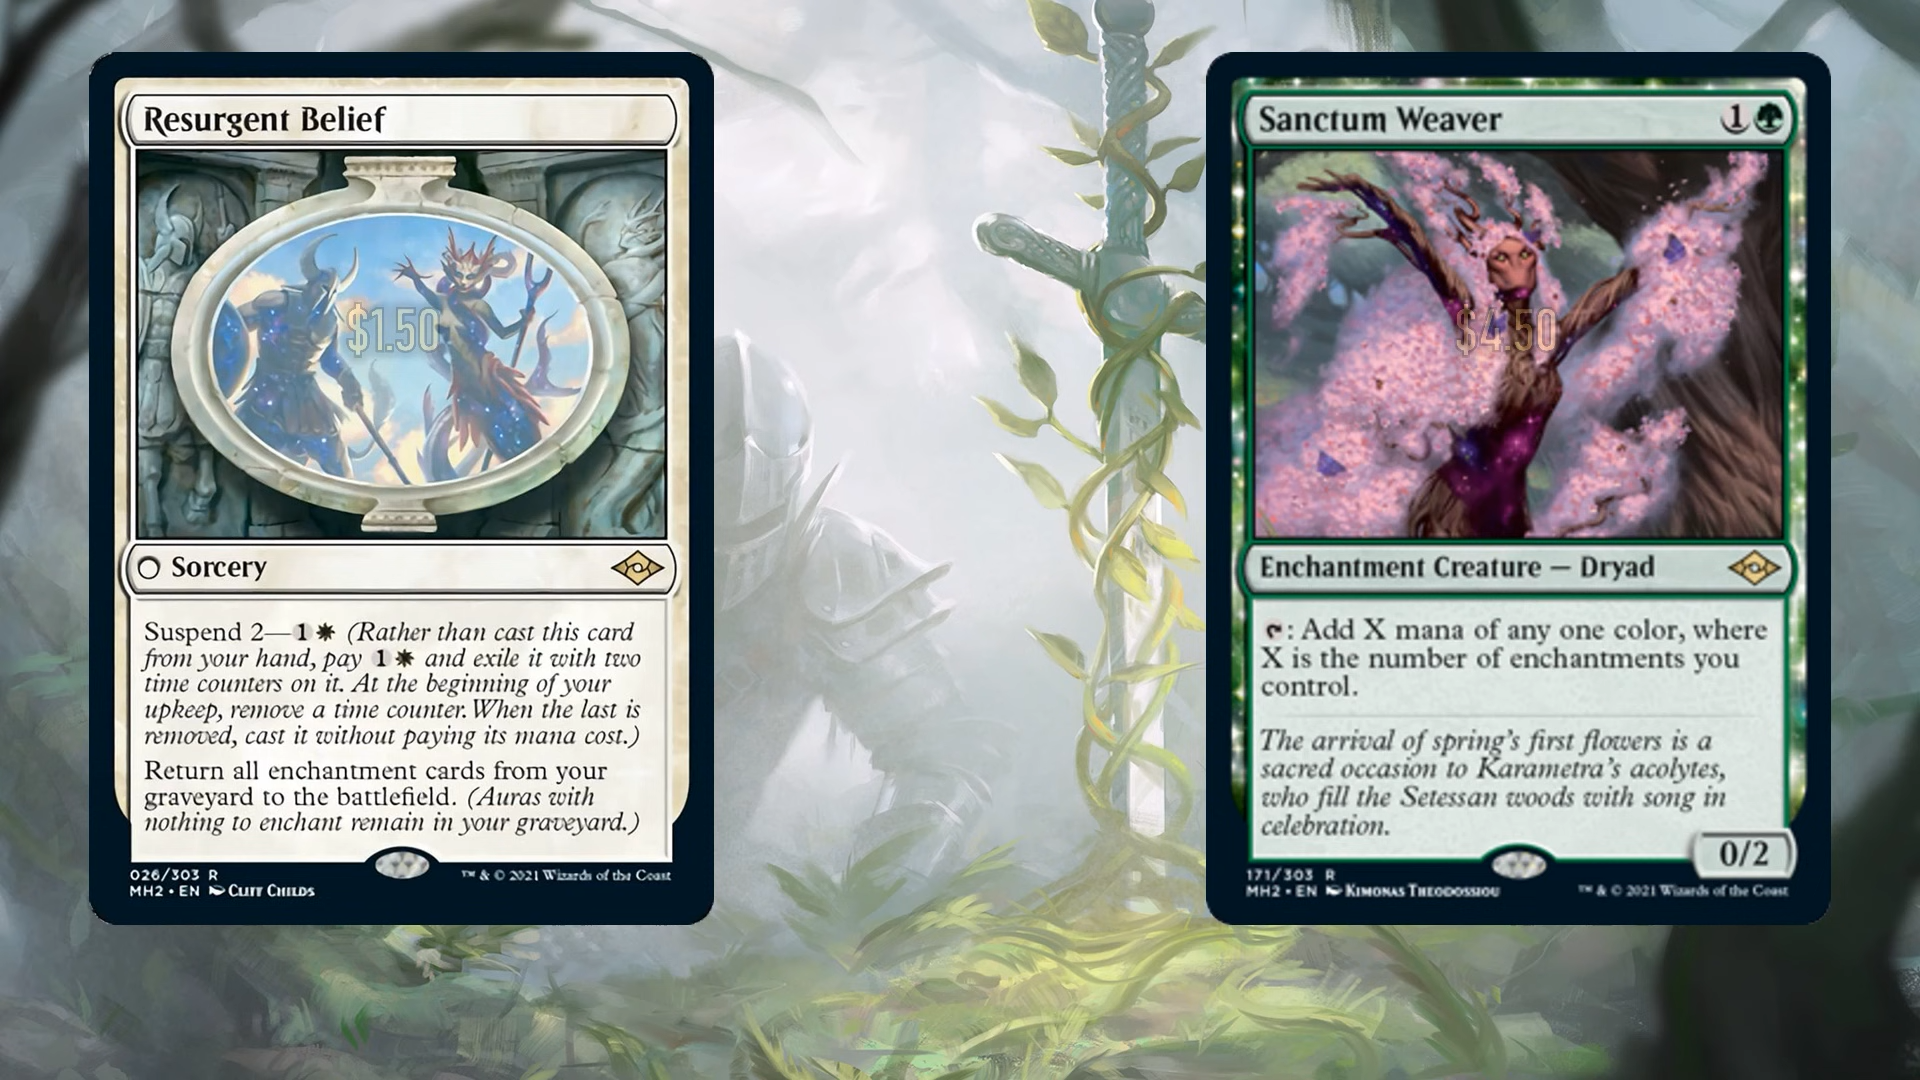 Resurgent Belief
$1.50
Sorcery
Suspend 2—1 (Rather than cast this card
from your hand, pay 1 and exile it with two
time counters on it. At the beginning of your
upkeep, remove a time counter. When the last is
removed, cast it without paying its mana cost.)
Return all enchantment cards from your
graveyard to the battlefield. (Auras with
nothing to enchant remain in your graveyard.)
026/303 R
MH2 • EN Cliff Childs
™ & © 2021 Wizards of the Coast
Sanctum Weaver 1
$4.50
Enchantment Creature — Dryad
: Add X mana of any one color, where
X is the number of enchantments you
control.
The arrival of spring's first flowers is a
sacred occasion to Karametra's acolytes,
who fill the Setessan woods with song in
celebration.
0/2
171/303 R
MH2 • EN Kimonas Theodossiou
™ & © 2021 Wizards of the Coast